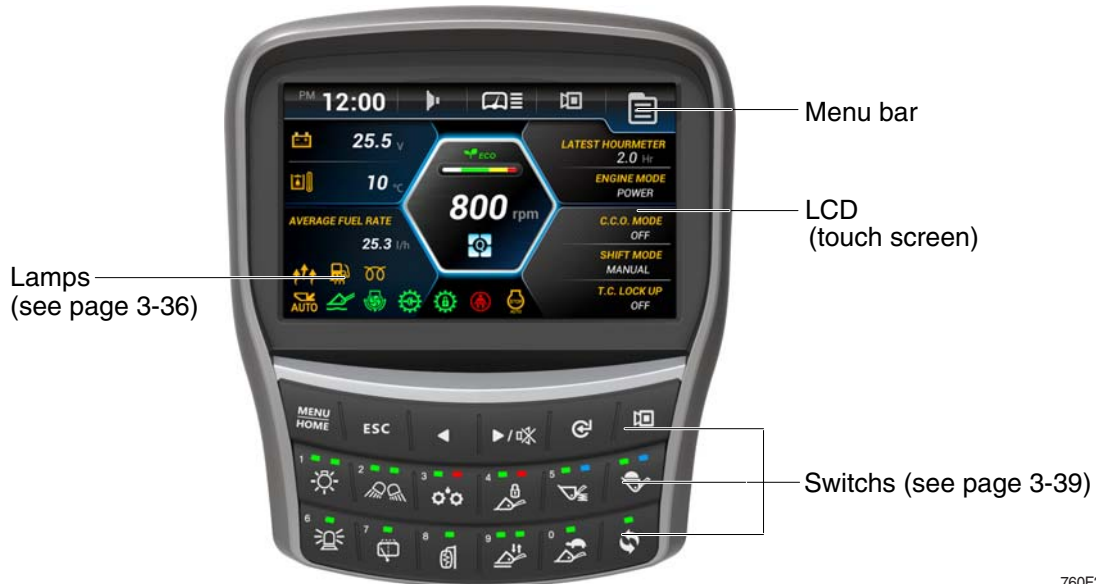 PM 12:00
25.5 V
10 °C
AVERAGE FUEL RATE
25.3 l/h
AUTO
ECO
800 rpm
Q
STOP
AUTO
LATEST HOURMETER
2.0 Hr
ENGINE MODE
POWER
C.C.O. MODE
OFF
SHIFT MODE
MANUAL
T.C. LOCK UP
OFF
Menu bar
LCD
(touch screen)
Lamps
(see page 3-36)
MENU
HOME
ESC
◀
▶/
1
2
3
4
5
6
7
8
9
0
Switchs (see page 3-39)